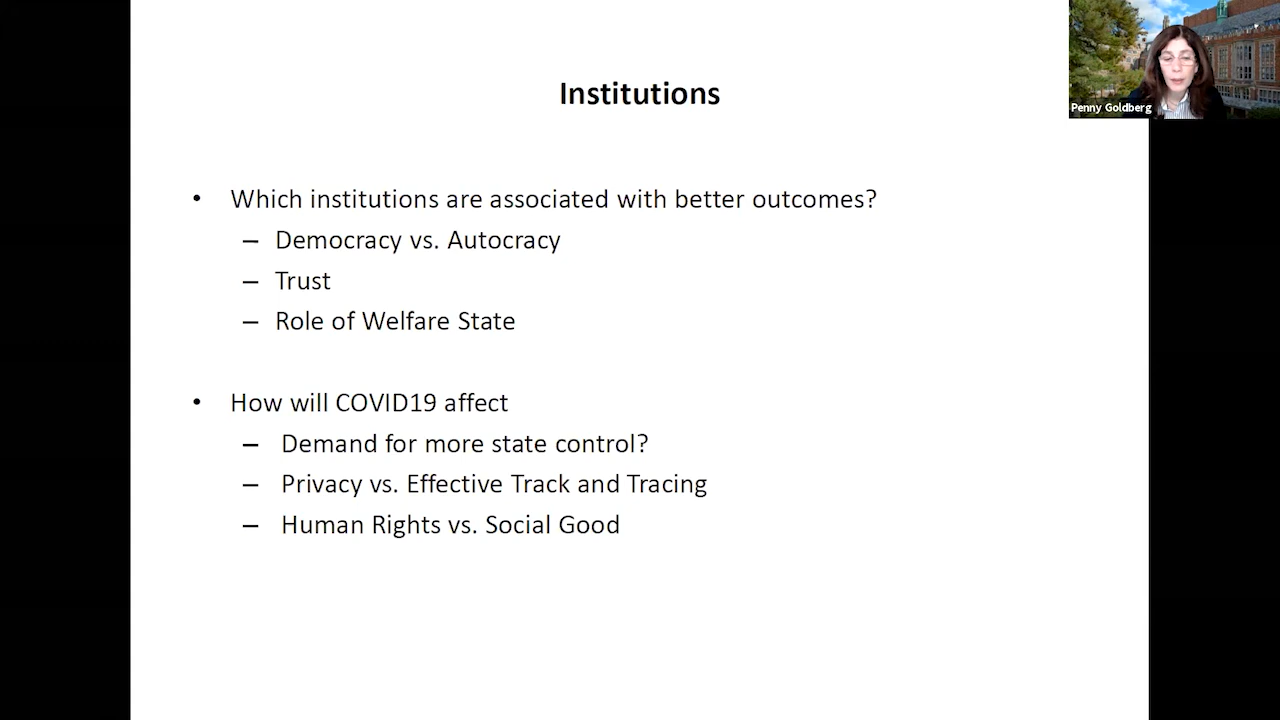 Institutions
Penny Goldberg
• Which institutions are associated with better outcomes?
– Democracy vs. Autocracy
– Trust
– Role of Welfare State
• How will COVID19 affect
– Demand for more state control?
– Privacy vs. Effective Track and Tracing
– Human Rights vs. Social Good